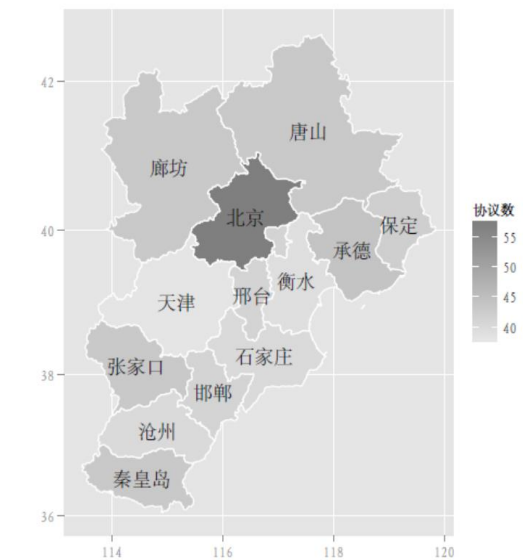 42
唐山
廊坊
协议数
北京
保定
55
40
承德
50
衡水
邢台
45
天津
40
石家庄
张家口
38
邯郸
沧州
秦皇岛
36
114
116
118
120